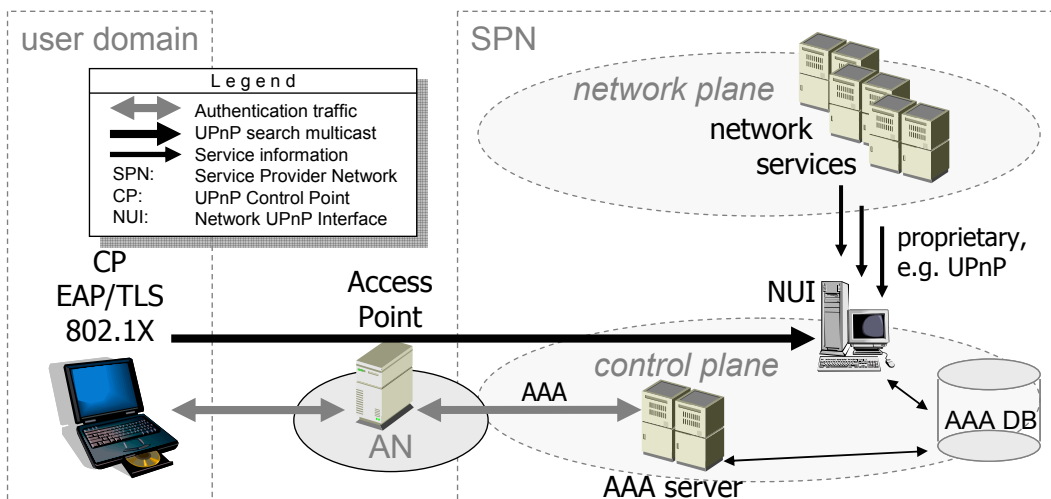 user domain
SPN
Legend
Authentication traffic
UPnP search multicast
Service information
SPN: Service Provider Network
CP: UPnP Control Point
NUI: Network UPnP Interface
network plane
network
services
proprietary,
e.g. UPnP
NUI
CP
EAP/TLS
802.1X
Access
Point
control plane
AAA
AN
AAA server
AAA DB